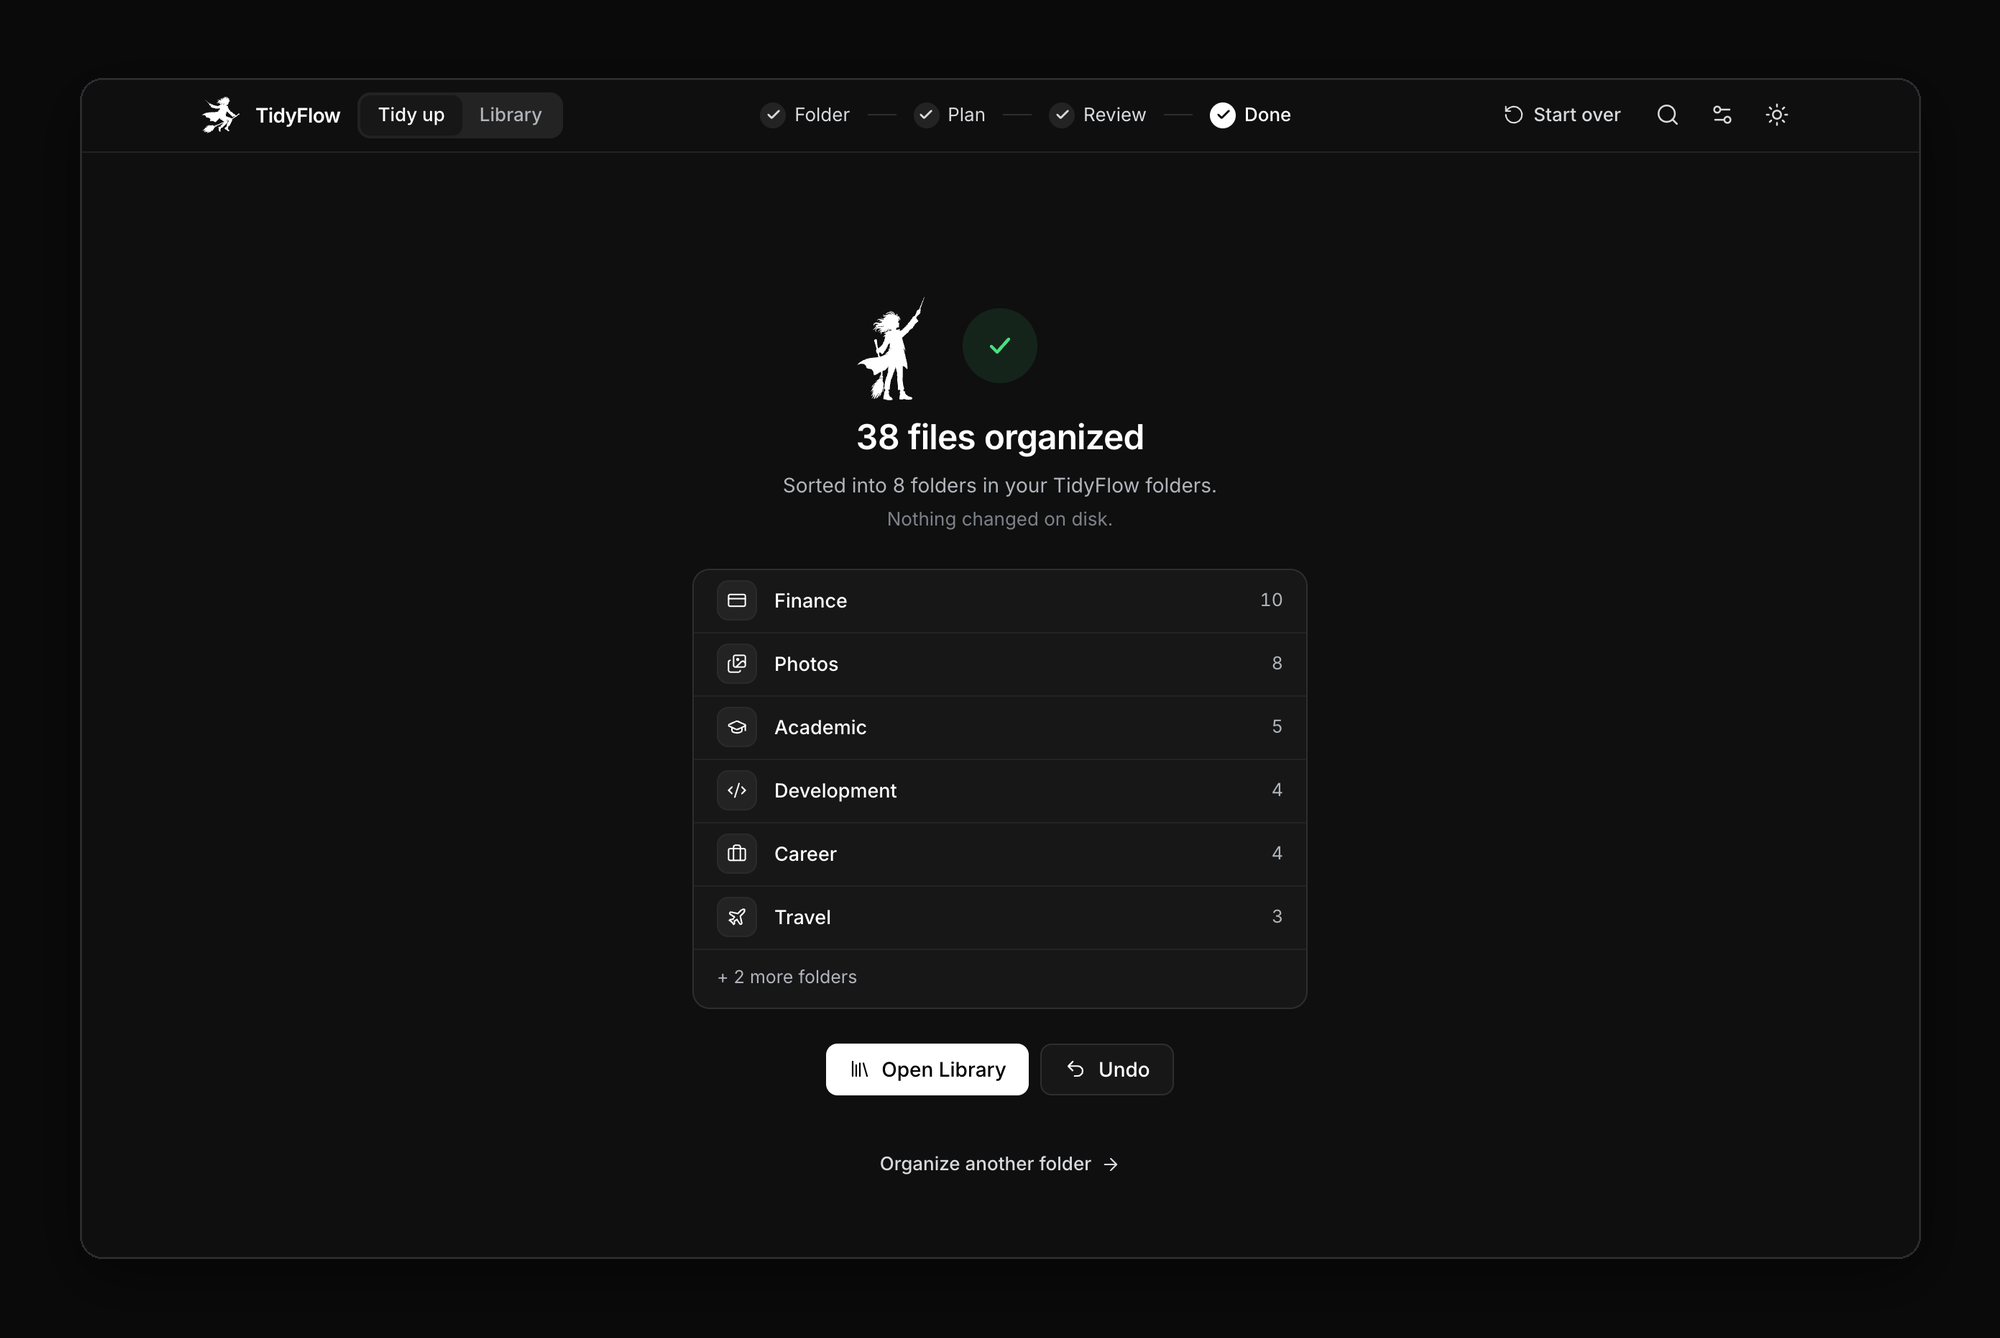 TidyFlow
Tidy up
Library
Folder
Plan
Review
Done
Start over
38 files organized
Sorted into 8 folders in your TidyFlow folders.
Nothing changed on disk.
Finance 10
Photos 8
Academic 5
Development 4
Career 4
Travel 3
+ 2 more folders
Open Library
Undo
Organize another folder →